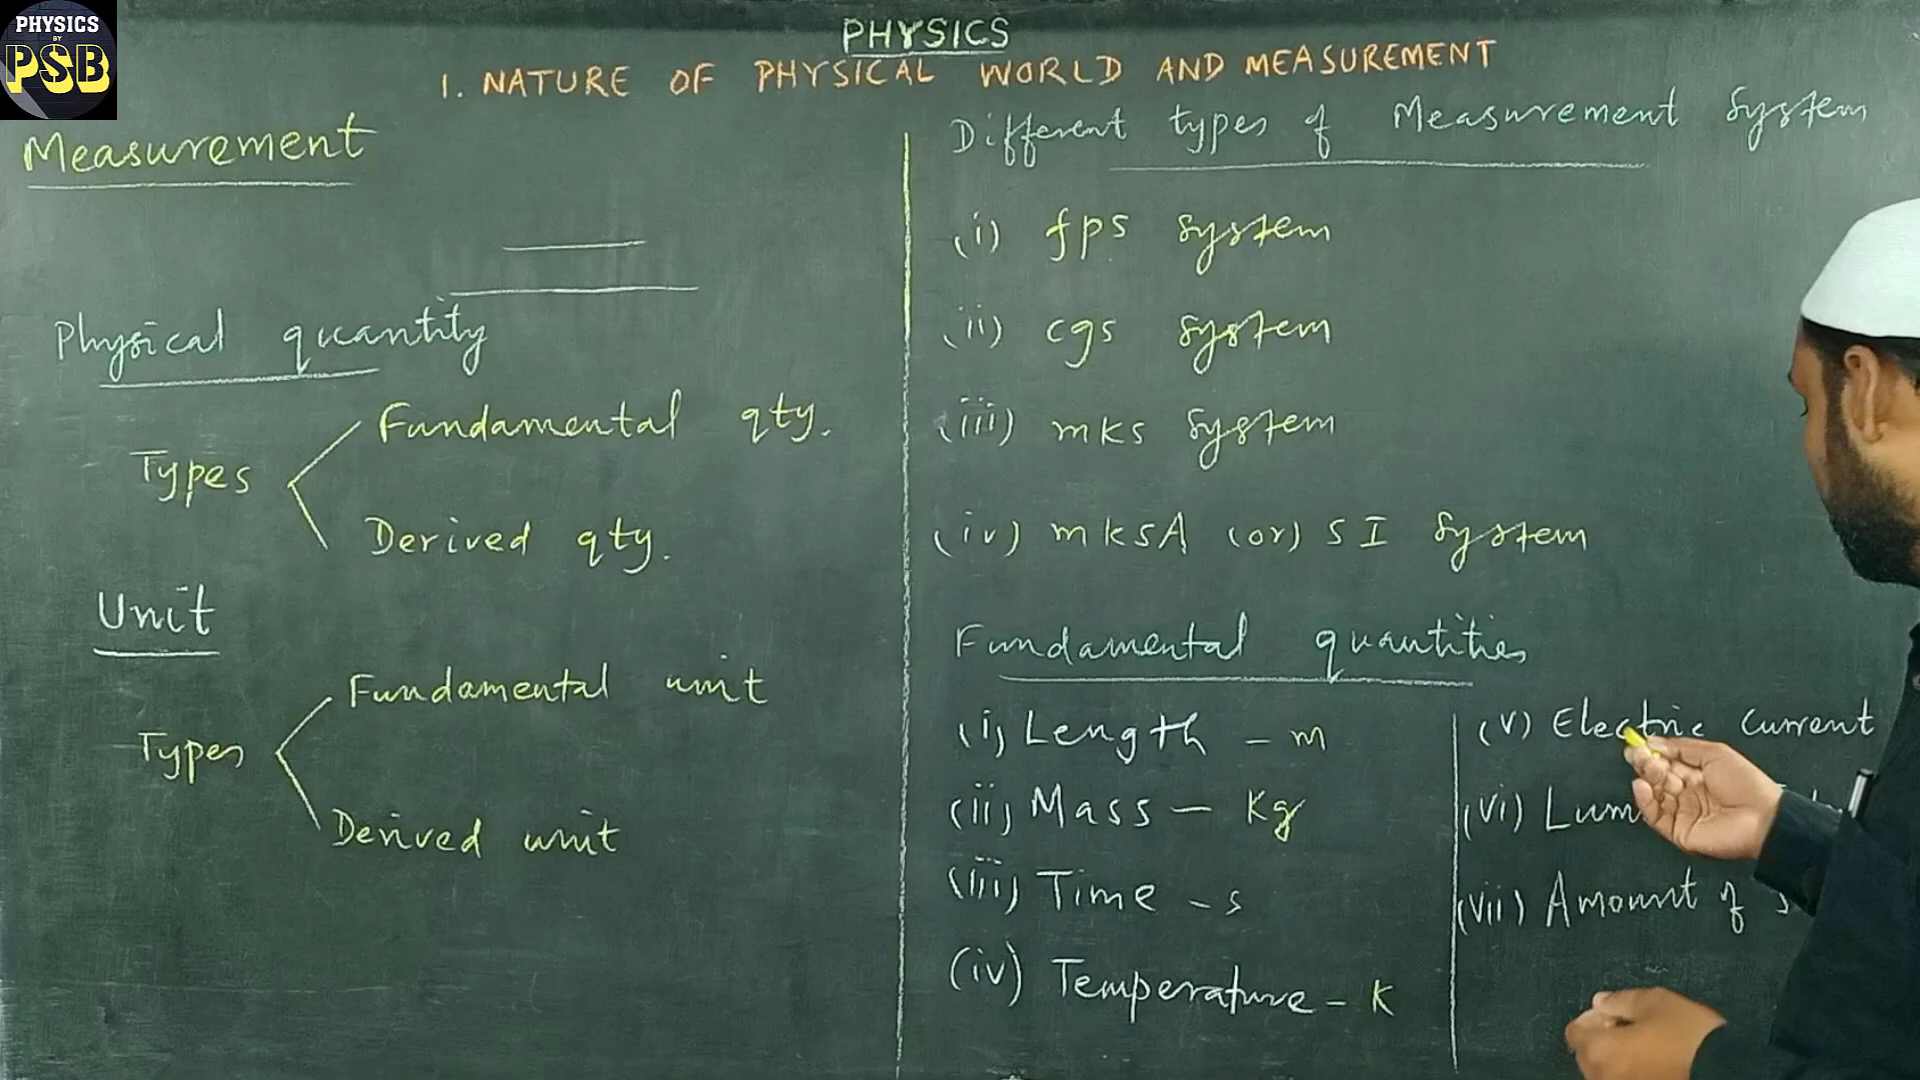 PHYSICS
BY
PSB
PHYSICS
1. NATURE OF PHYSICAL WORLD AND MEASUREMENT
Measurement
Physical quantity
Types
Fundamental qty.
Derived qty.
Unit
Types
Fundamental unit
Derived unit
Different types of Measurement System
(i) fps system
(ii) cgs system
(iii) mks system
(iv) mksA (or) SI system
Fundamental quantities
(i) Length - m
(ii) Mass - Kg
(iii) Time - s
(iv) Temperature - K
(v) Electric Current
(vi)
(vii) Amount of